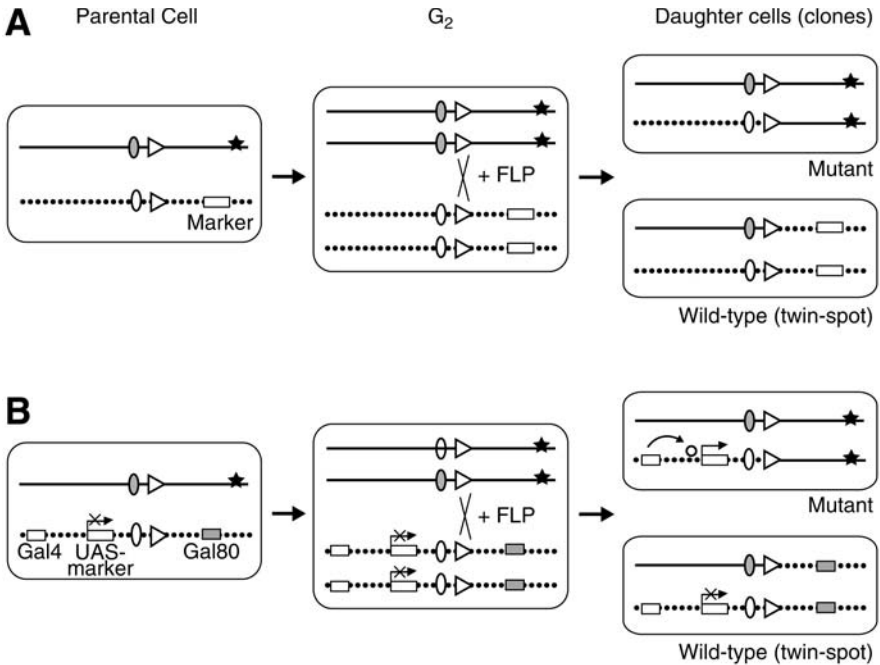 A
Parental Cell
G2
Daughter cells (clones)
+ FLP
Marker
Mutant
Wild-type (twin-spot)
B
+ FLP
Gal4
UAS-
marker
Gal80
Mutant
Wild-type (twin-spot)